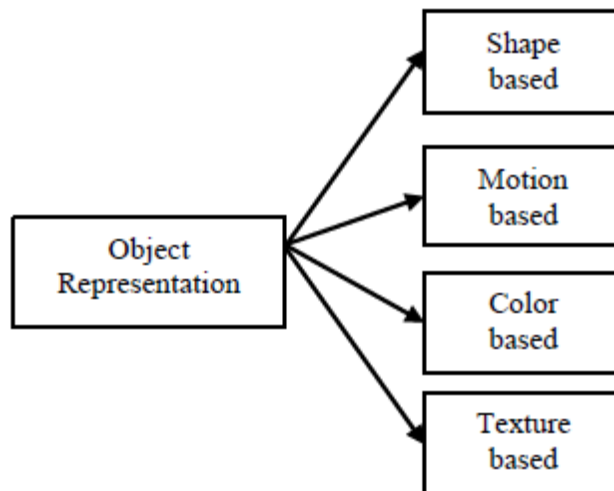 Shape
based
Motion
based
Object
Representation
Color
based
Texture
based